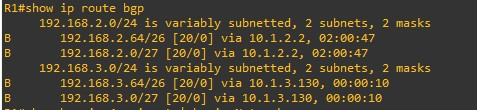 R1#show ip route bgp
192.168.2.0/24 is variably subnetted, 2 subnets, 2 masks
B 192.168.2.64/26 [20/0] via 10.1.2.2, 02:00:47
B 192.168.2.0/27 [20/0] via 10.1.2.2, 02:00:47
192.168.3.0/24 is variably subnetted, 2 subnets, 2 masks
B 192.168.3.64/26 [20/0] via 10.1.3.130, 00:00:10
B 192.168.3.0/27 [20/0] via 10.1.3.130, 00:00:10